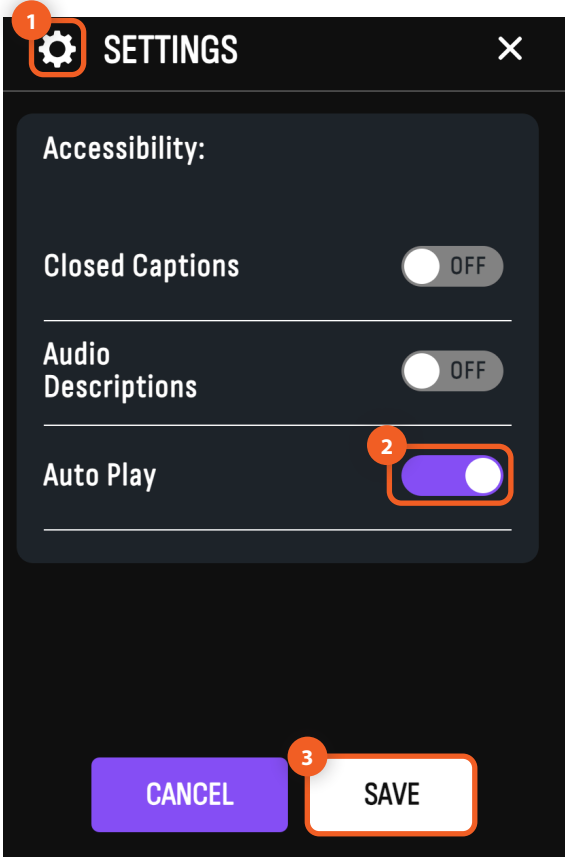 1
SETTINGS
Accessibility:
Closed Captions OFF
Audio
Descriptions
OFF
2
Auto Play
3
CANCEL SAVE